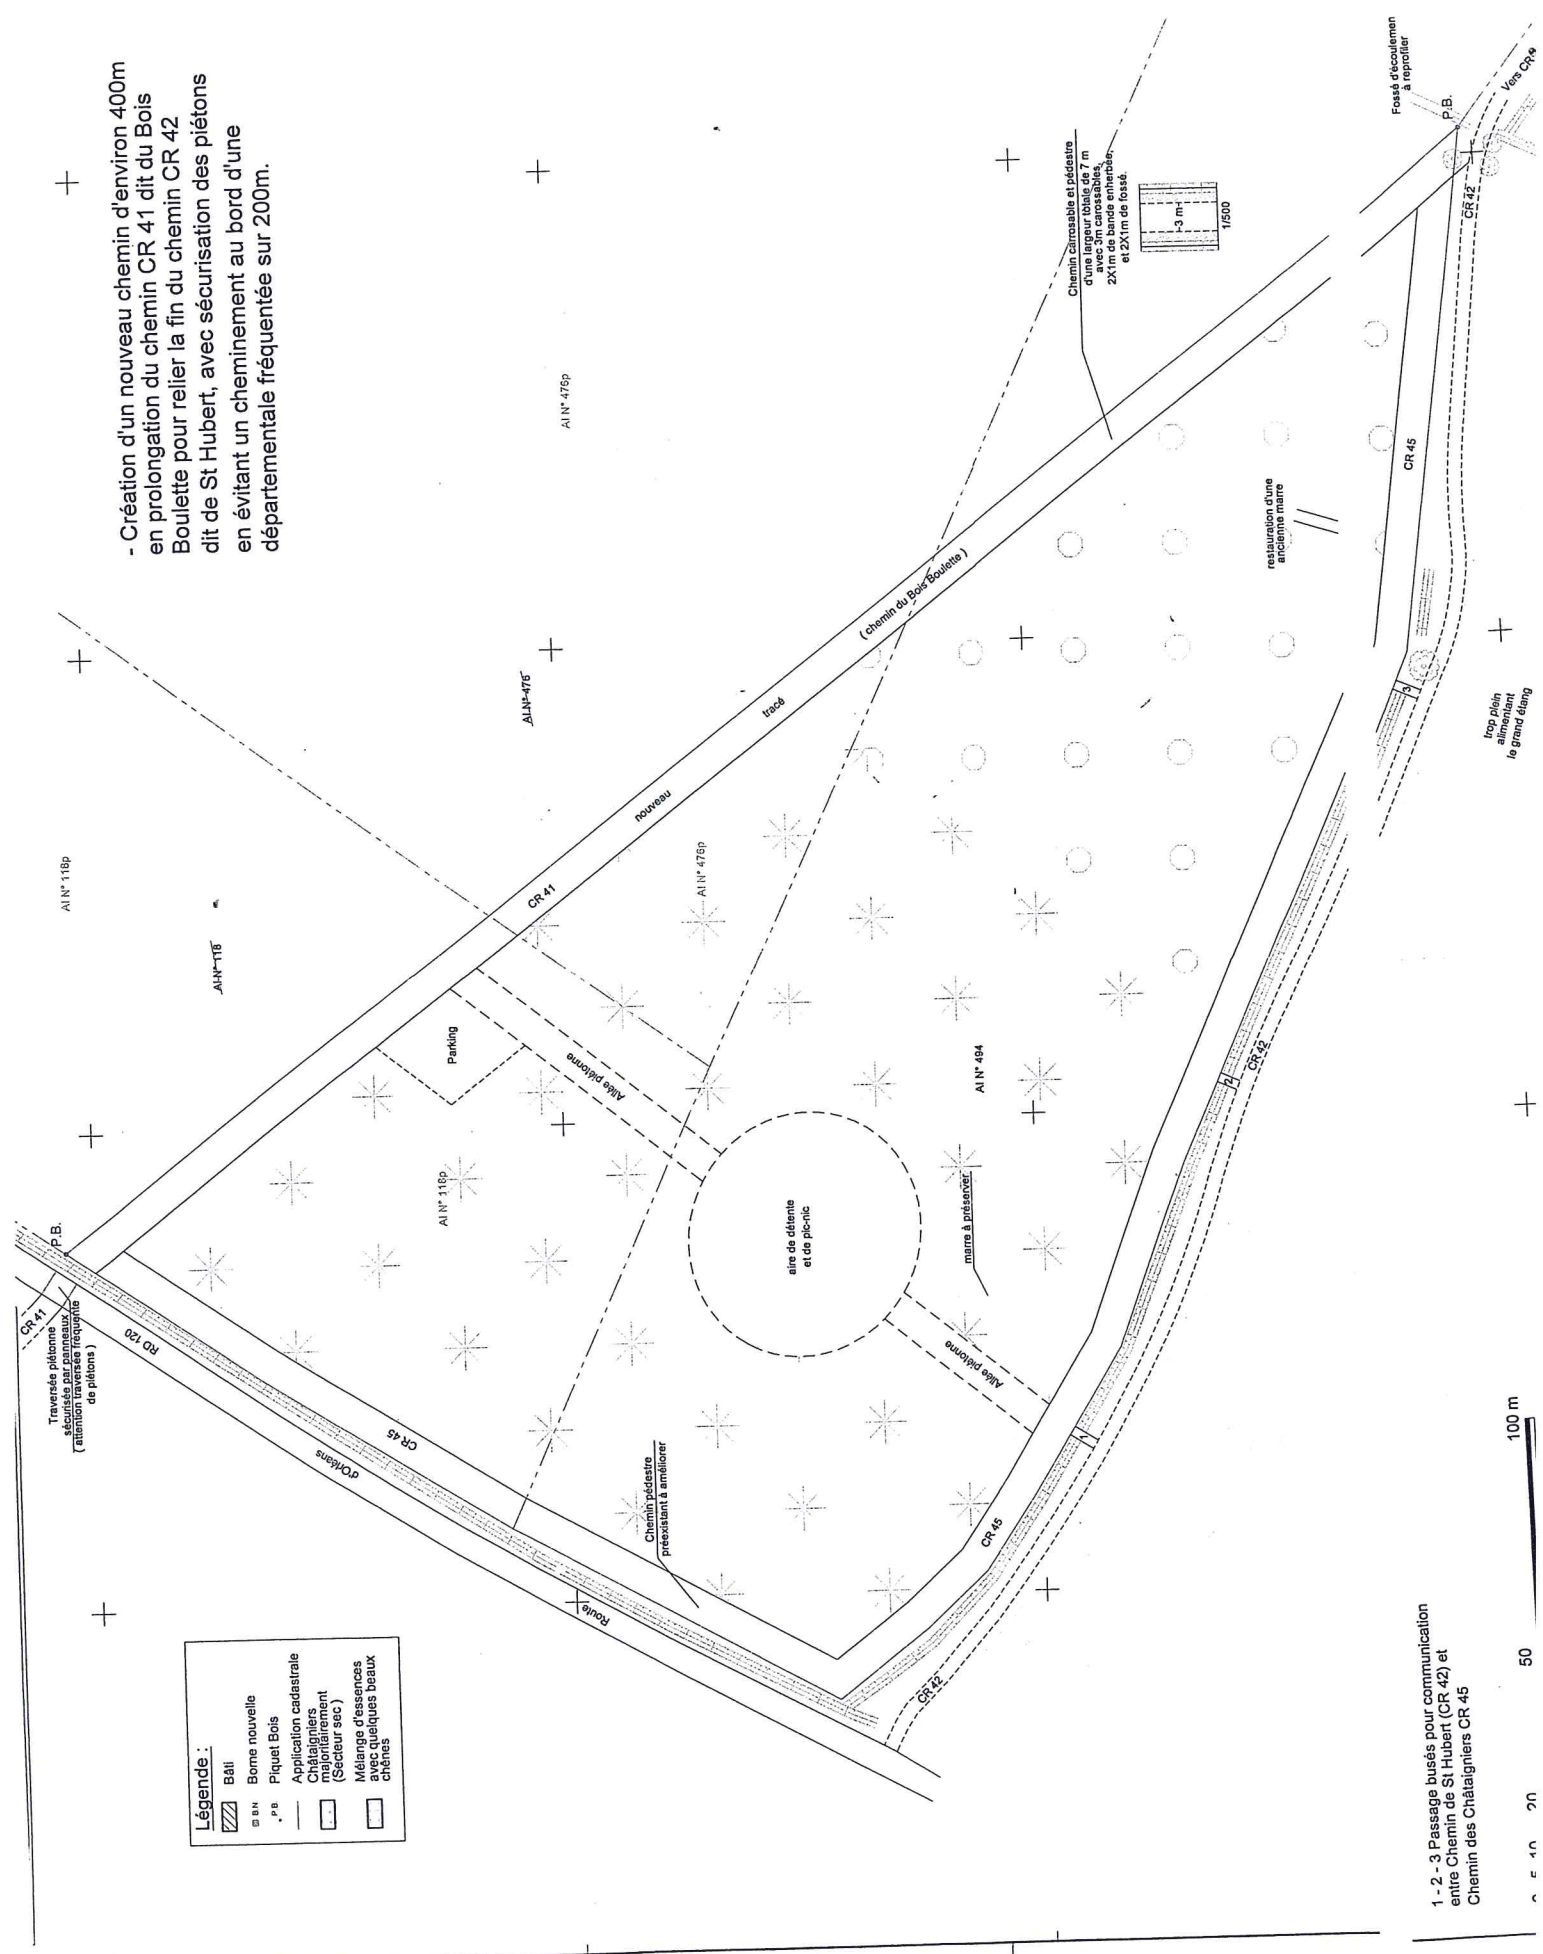 - Création d'un nouveau chemin d'environ 400m
en prolongation du chemin CR 41 dit du Bois
Boulette pour relier la fin du chemin CR 42
dit de St Hubert, avec sécurisation des piétons
en évitant un cheminement au bord d'une
départementale fréquentée sur 200m.
Fossé d'écoulemen
à reprofiler
P.B.
Vers CR
CR 42
Chemin carrosable et pédestre
d'une largeur totale de 7 m
avec 3m carossables,
2X1m de bande enherbée,
et 2X1m de fossé.
3 m
1/500
AI N° 476p
AI N° 476
AI N° 118p
AI N° 118
( chemin du Bois Boulette )
tracé
nouveau
CR 41
CR 45
restauration d'une
ancienne marre
trop plein
alimentant
le grand étang
3
AI N° 476p
Parking
Allée piétonne
AI N° 494
2
CR 42
AI N° 118p
aire de détente
et de pic-nic
marre à préserver
Allée piétonne
1
P.B.
CR 41
Traversée piétonne
sécurisée par panneaux
( attention traversée fréquente
de piétons )
RD 120
d'Orléans
Route
CR 45
Chemin pédestre
préexistant à améliorer
CR 45
CR 42
Légende :
Bâti
B.N Borne nouvelle
P.B Piquet Bois
Application cadastrale
Châtaigniers
majoritairement
(Secteur sec )
Mélange d'essences
avec quelques beaux
chênes
1 - 2 - 3 Passage busés pour communication
entre Chemin de St Hubert (CR 42) et
Chemin des Châtaigniers CR 45
20 50 100 m